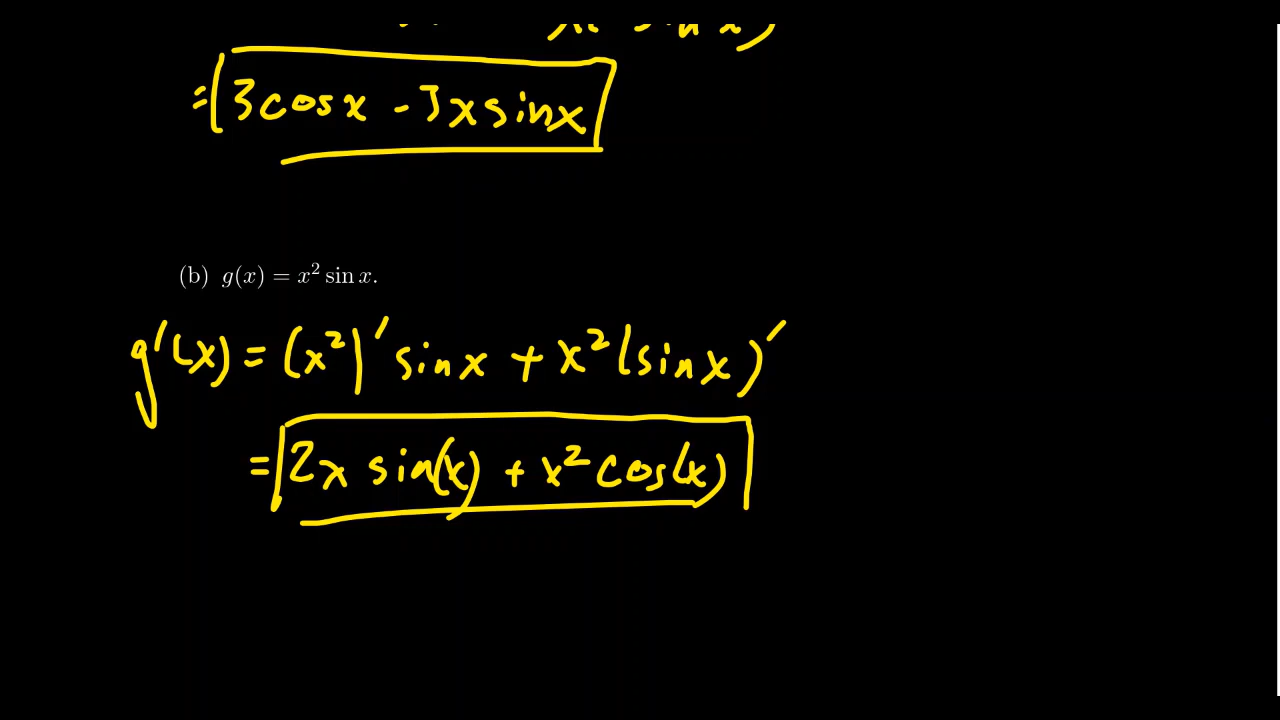 = 3cosx - 3xsinx
(b) g(x) = x² sin x.
g'(x) = (x²)' sinx + x²(sinx)'
= 2x sin(x) + x² cos(x)